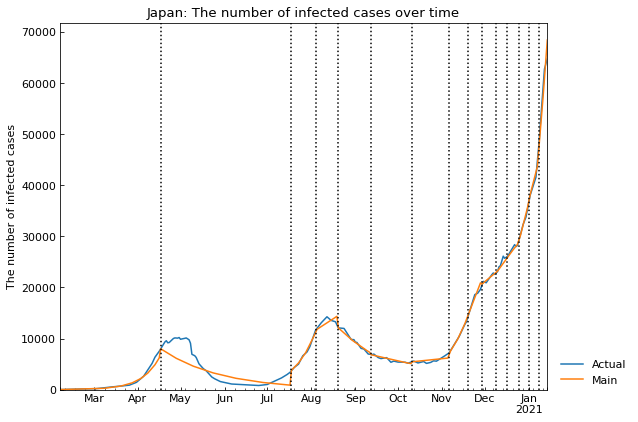 Japan: The number of infected cases over time
The number of infected cases
70000
60000
50000
40000
30000
20000
10000
0
Mar Apr May Jun Jul Aug Sep Oct Nov Dec Jan
2021
Actual
Main